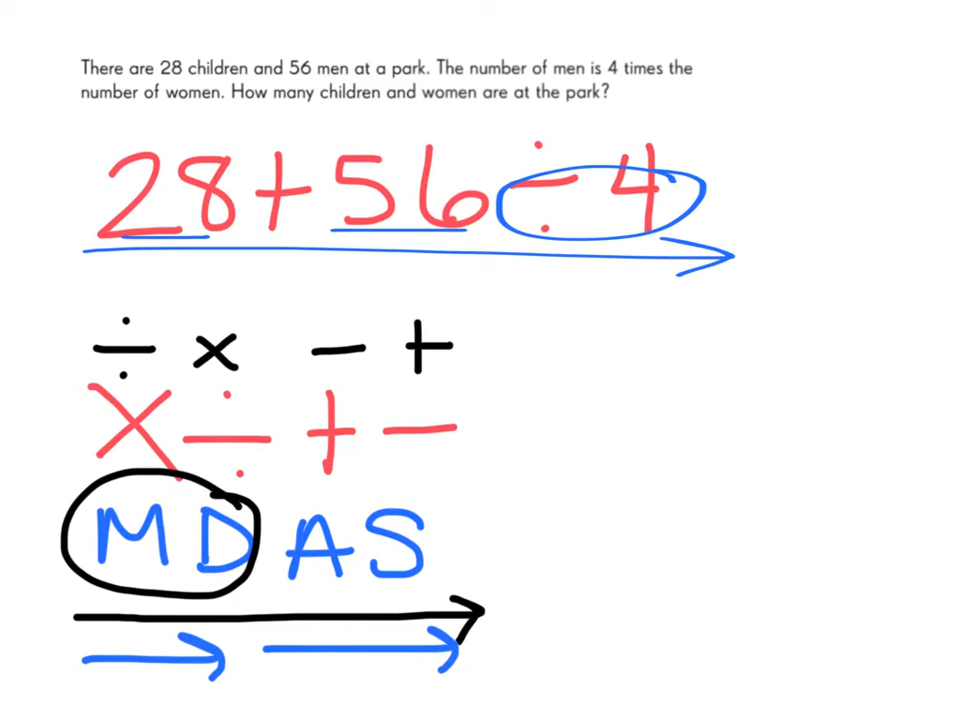 There are 28 children and 56 men at a park. The number of men is 4 times the
number of women. How many children and women are at the park?
28+56÷4
÷ × − +
× ÷ + −
MDAS